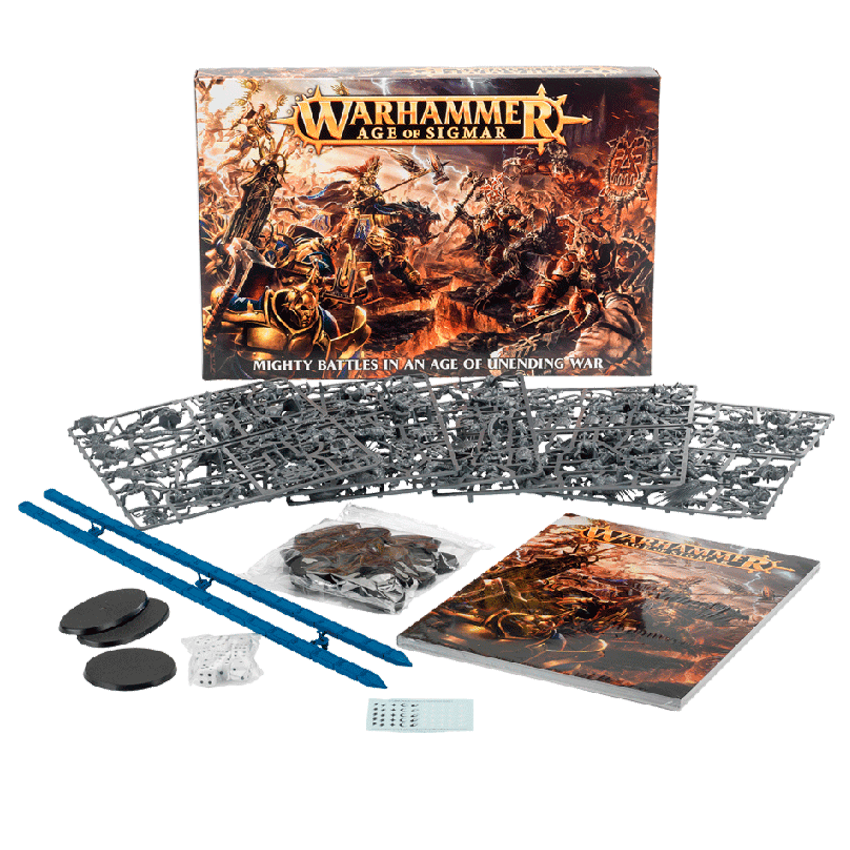 WARHAMMER
AGE OF SIGMAR
MIGHTY BATTLES IN AN AGE OF UNENDING WAR
WARHAMMER